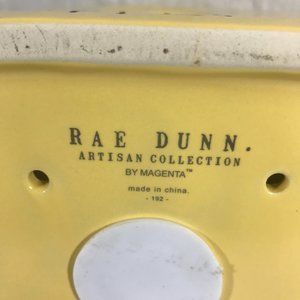 RAE DUNN.
ARTISAN COLLECTION
BY MAGENTA™
made in china.
- 192 -